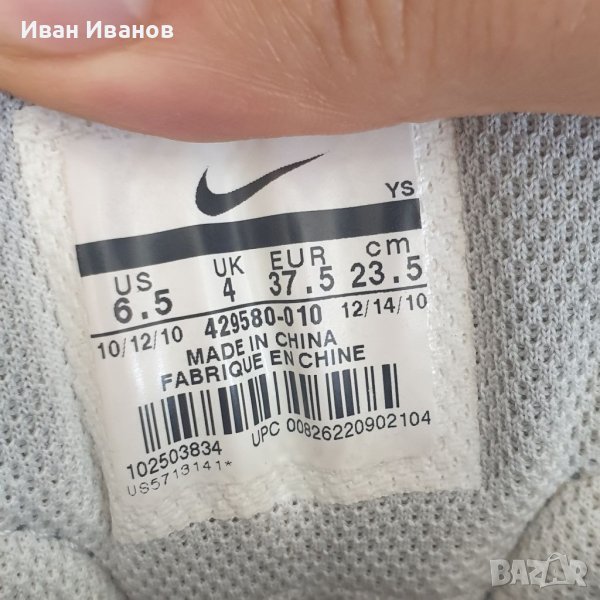 Иван Иванов
YS
US UK EUR cm
6.5 4 37.5 23.5
10/12/10 429580-010 12/14/10
MADE IN CHINA
FABRIQUE EN CHINE
102503834 UPC 00826220902104
US5713141*
BAZAR